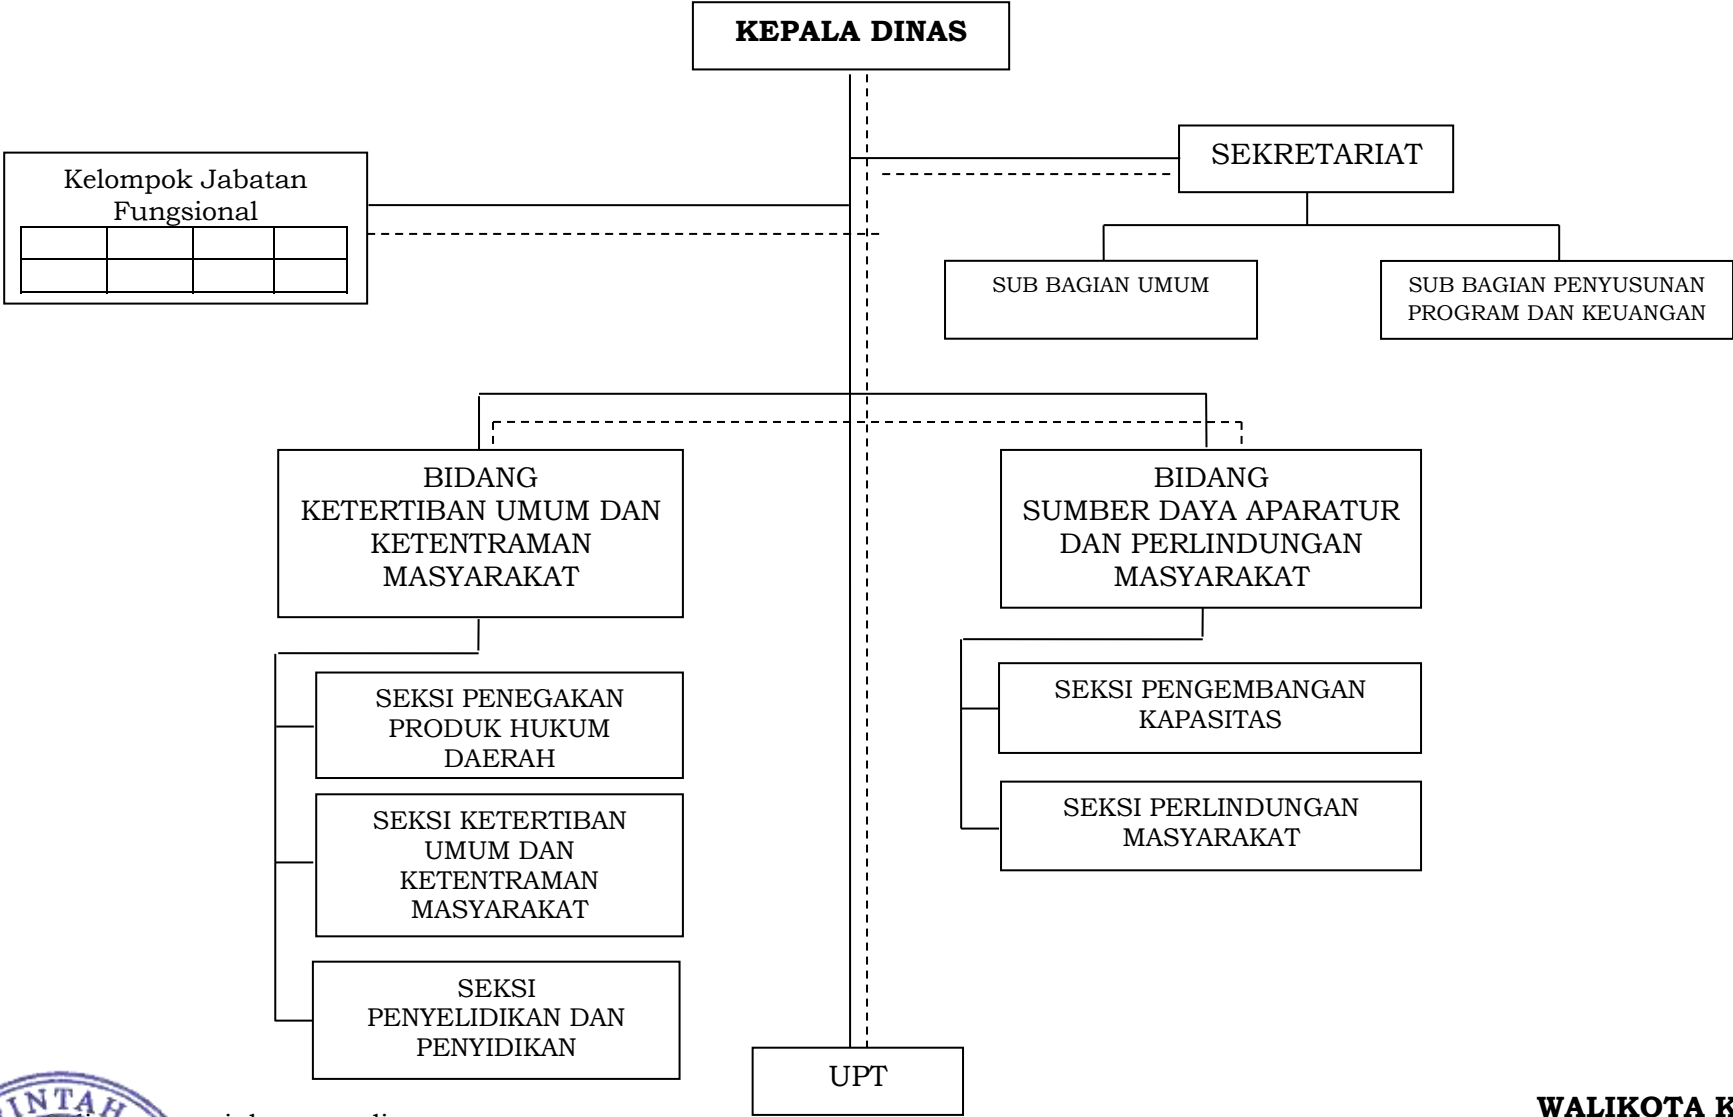 KEPALA DINAS
SEKRETARIAT
Kelompok Jabatan
Fungsional
SUB BAGIAN UMUM
SUB BAGIAN PENYUSUNAN
PROGRAM DAN KEUANGAN
BIDANG
KETERTIBAN UMUM DAN
KETENTRAMAN
MASYARAKAT
BIDANG
SUMBER DAYA APARATUR
DAN PERLINDUNGAN
MASYARAKAT
SEKSI PENEGAKAN
PRODUK HUKUM
DAERAH
SEKSI KETERTIBAN
UMUM DAN
KETENTRAMAN
MASYARAKAT
SEKSI
PENYELIDIKAN DAN
PENYIDIKAN
SEKSI PENGEMBANGAN
KAPASITAS
SEKSI PERLINDUNGAN
MASYARAKAT
UPT
WALIKOTA K